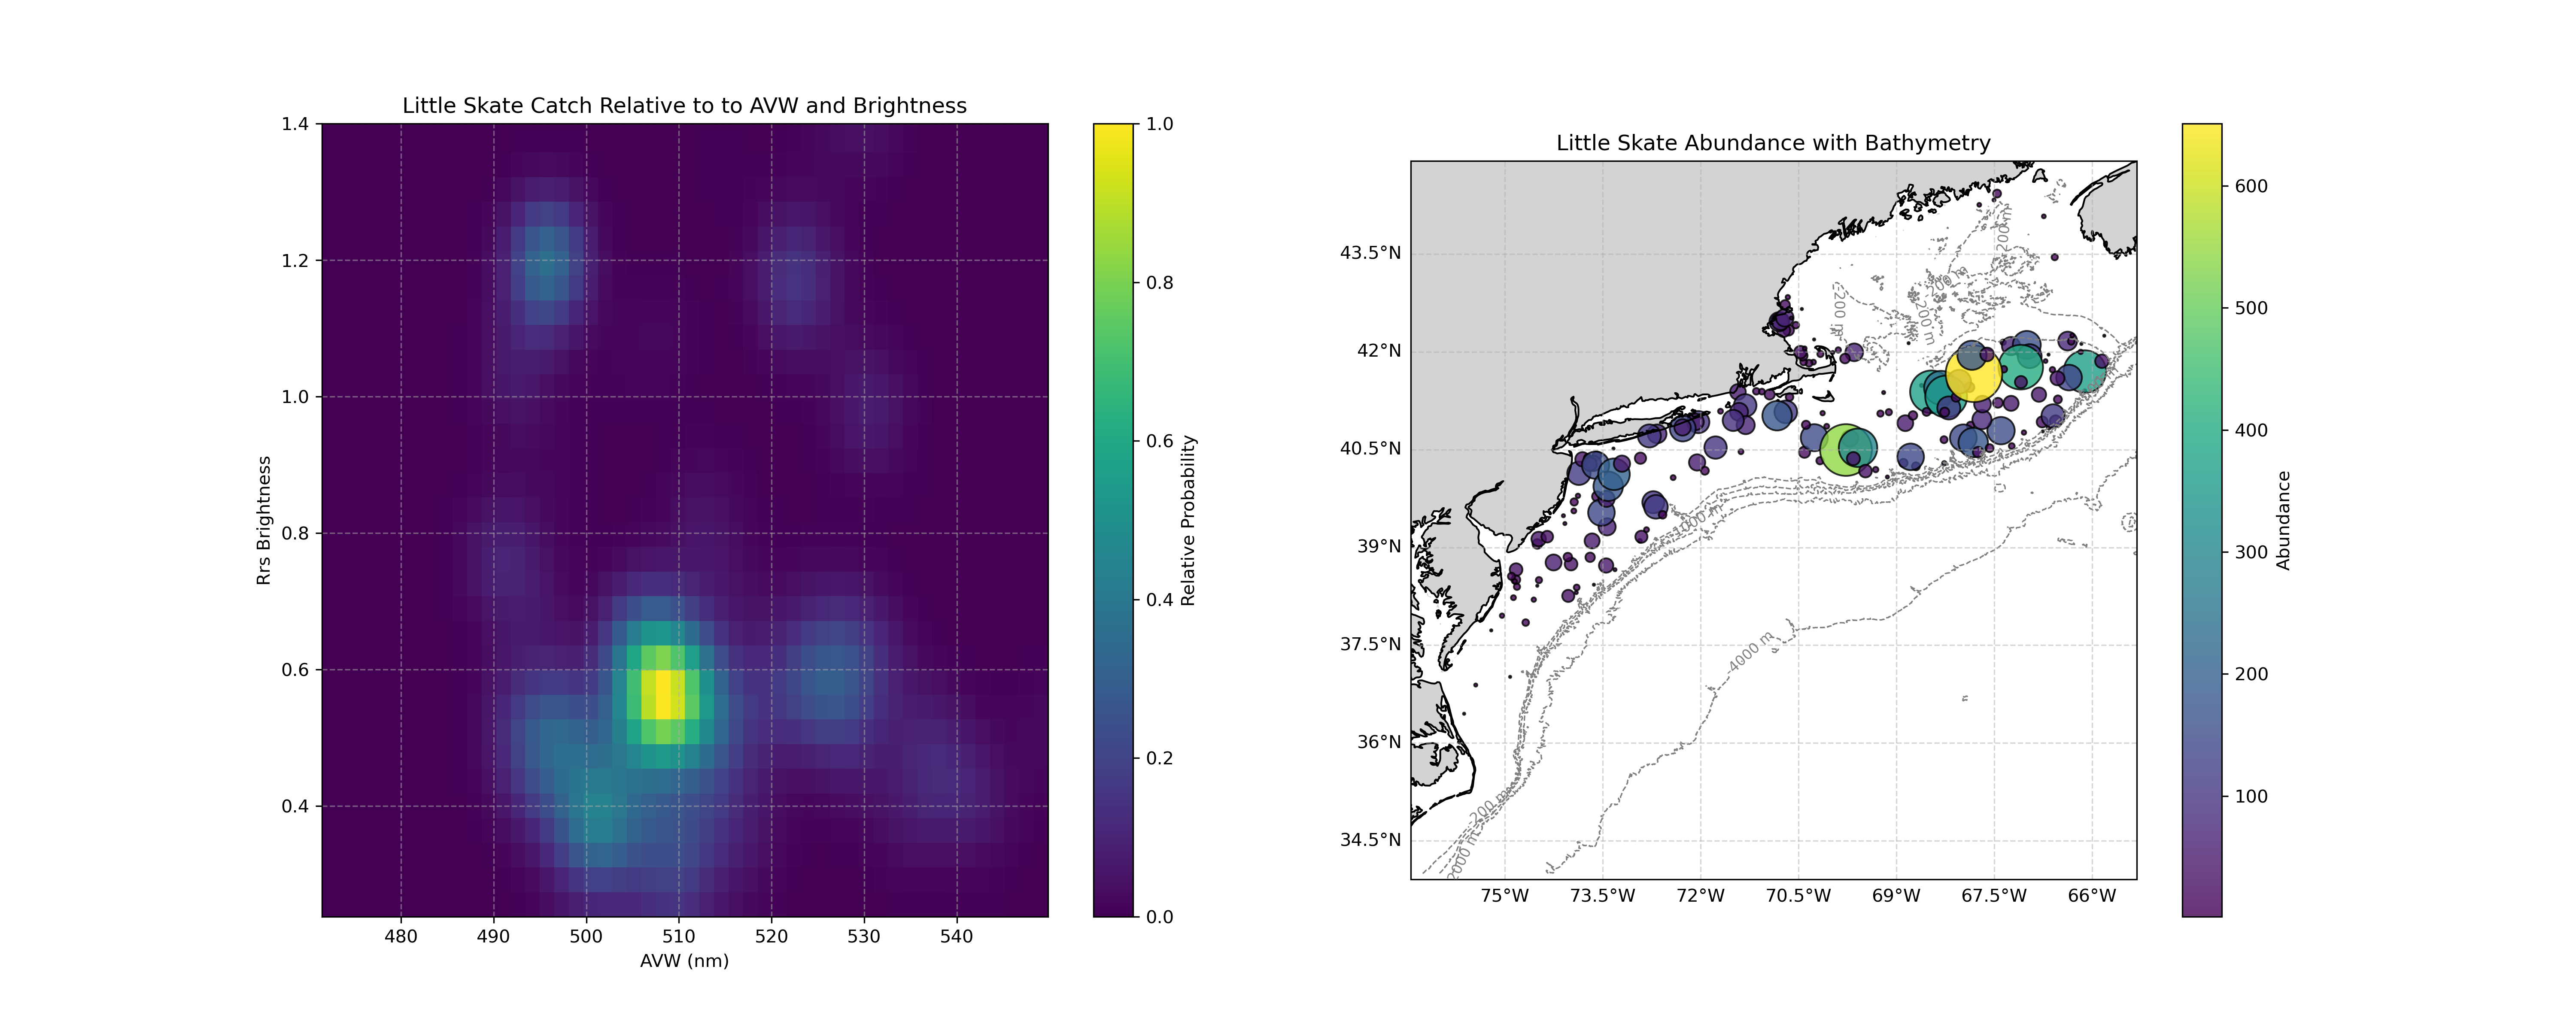 Little Skate Catch Relative to to AVW and Brightness
1.4
1.2
1.0
0.8
0.6
0.4
Rrs Brightness
480 490 500 510 520 530 540
AVW (nm)
1.0
0.8
0.6
0.4
0.2
0.0
Relative Probability
Little Skate Abundance with Bathymetry
43.5°N
42°N
40.5°N
39°N
37.5°N
36°N
34.5°N
75°W 73.5°W 72°W 70.5°W 69°W 67.5°W 66°W
-200 m
-200 m
-1000 m
-4000 m
-200 m
600
500
400
300
200
100
Abundance